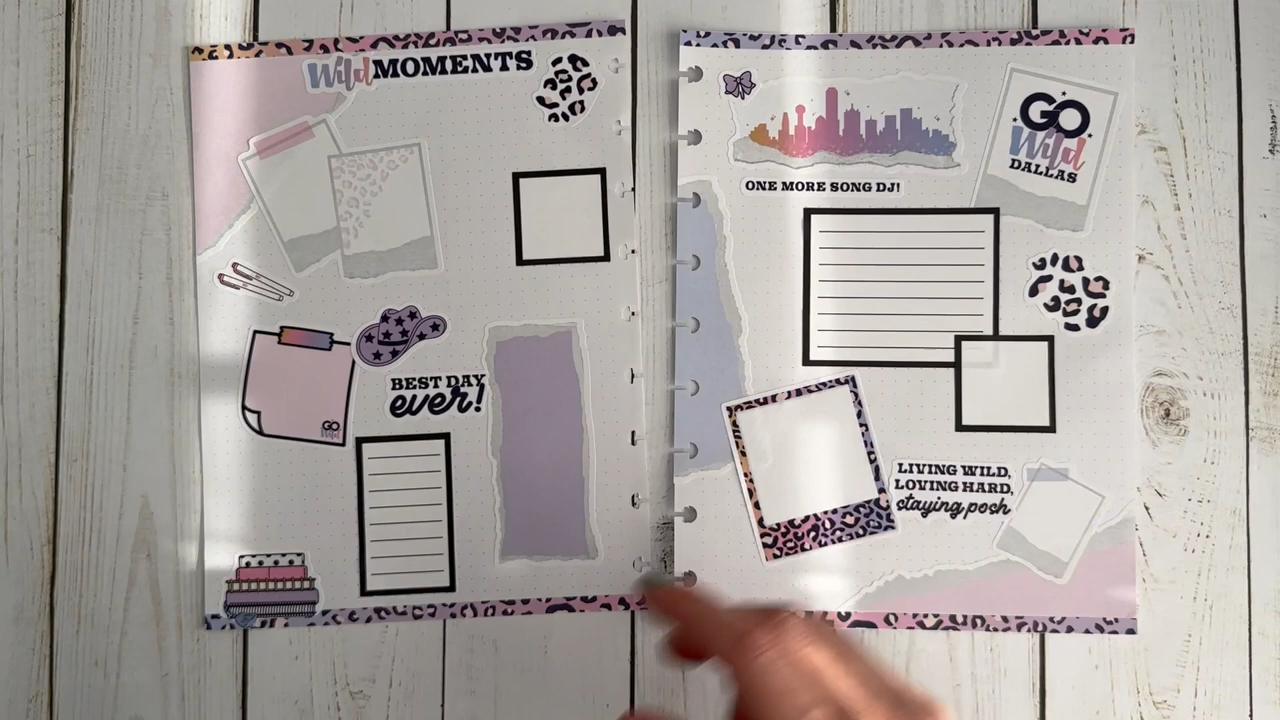 Wild MOMENTS
GO
Wild
BEST DAY
ever!
ONE MORE SONG DJ!
GO
Wild
DALLAS
LIVING WILD,
LOVING HARD,
staying posh